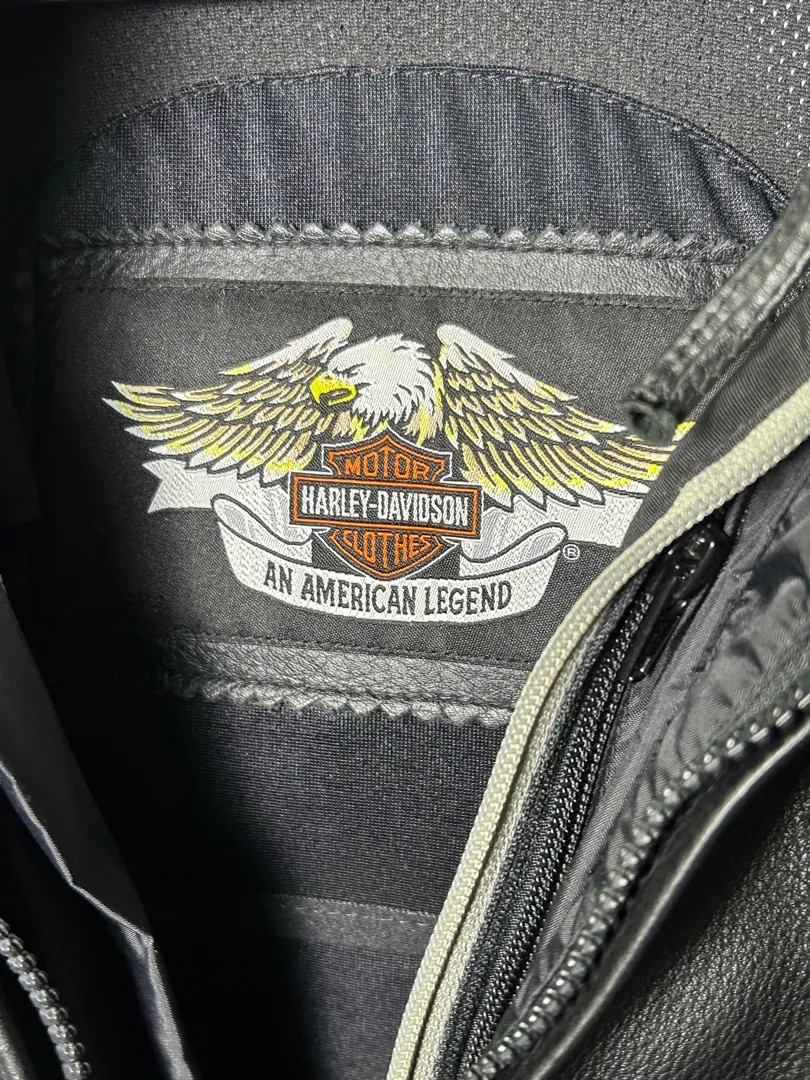 MOTOR
HARLEY-DAVIDSON
CLOTHES
®
AN AMERICAN LEGEND